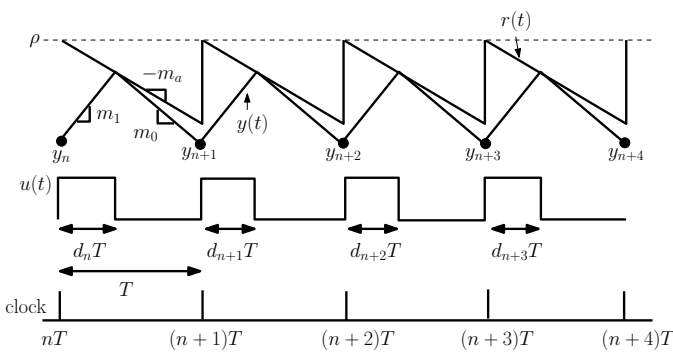 r(t)
ρ
−m_a
m_1
m_0
y(t)
y_n
y_{n+1}
y_{n+2}
y_{n+3}
y_{n+4}
u(t)
d_nT
d_{n+1}T
d_{n+2}T
d_{n+3}T
T
clock
nT
(n + 1)T
(n + 2)T
(n + 3)T
(n + 4)T